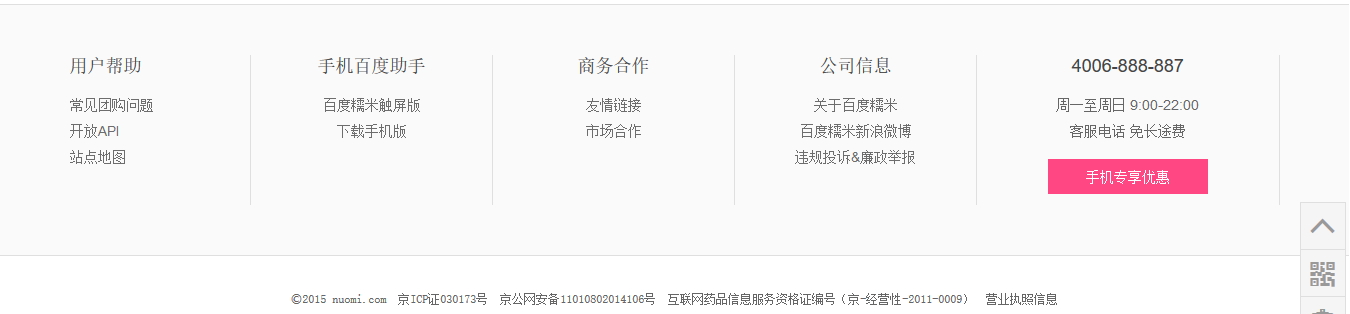 用户帮助
常见团购问题
开放API
站点地图
手机百度助手
百度糯米触屏版
下载手机版
商务合作
友情链接
市场合作
公司信息
关于百度糯米
百度糯米新浪微博
违规投诉&廉政举报
4006-888-887
周一至周日 9:00-22:00
客服电话 免长途费
手机专享优惠
©2015 nuomi.com 京ICP证030173号 京公网安备11010802014106号 互联网药品信息服务资格证编号（京-经营性-2011-0009） 营业执照信息